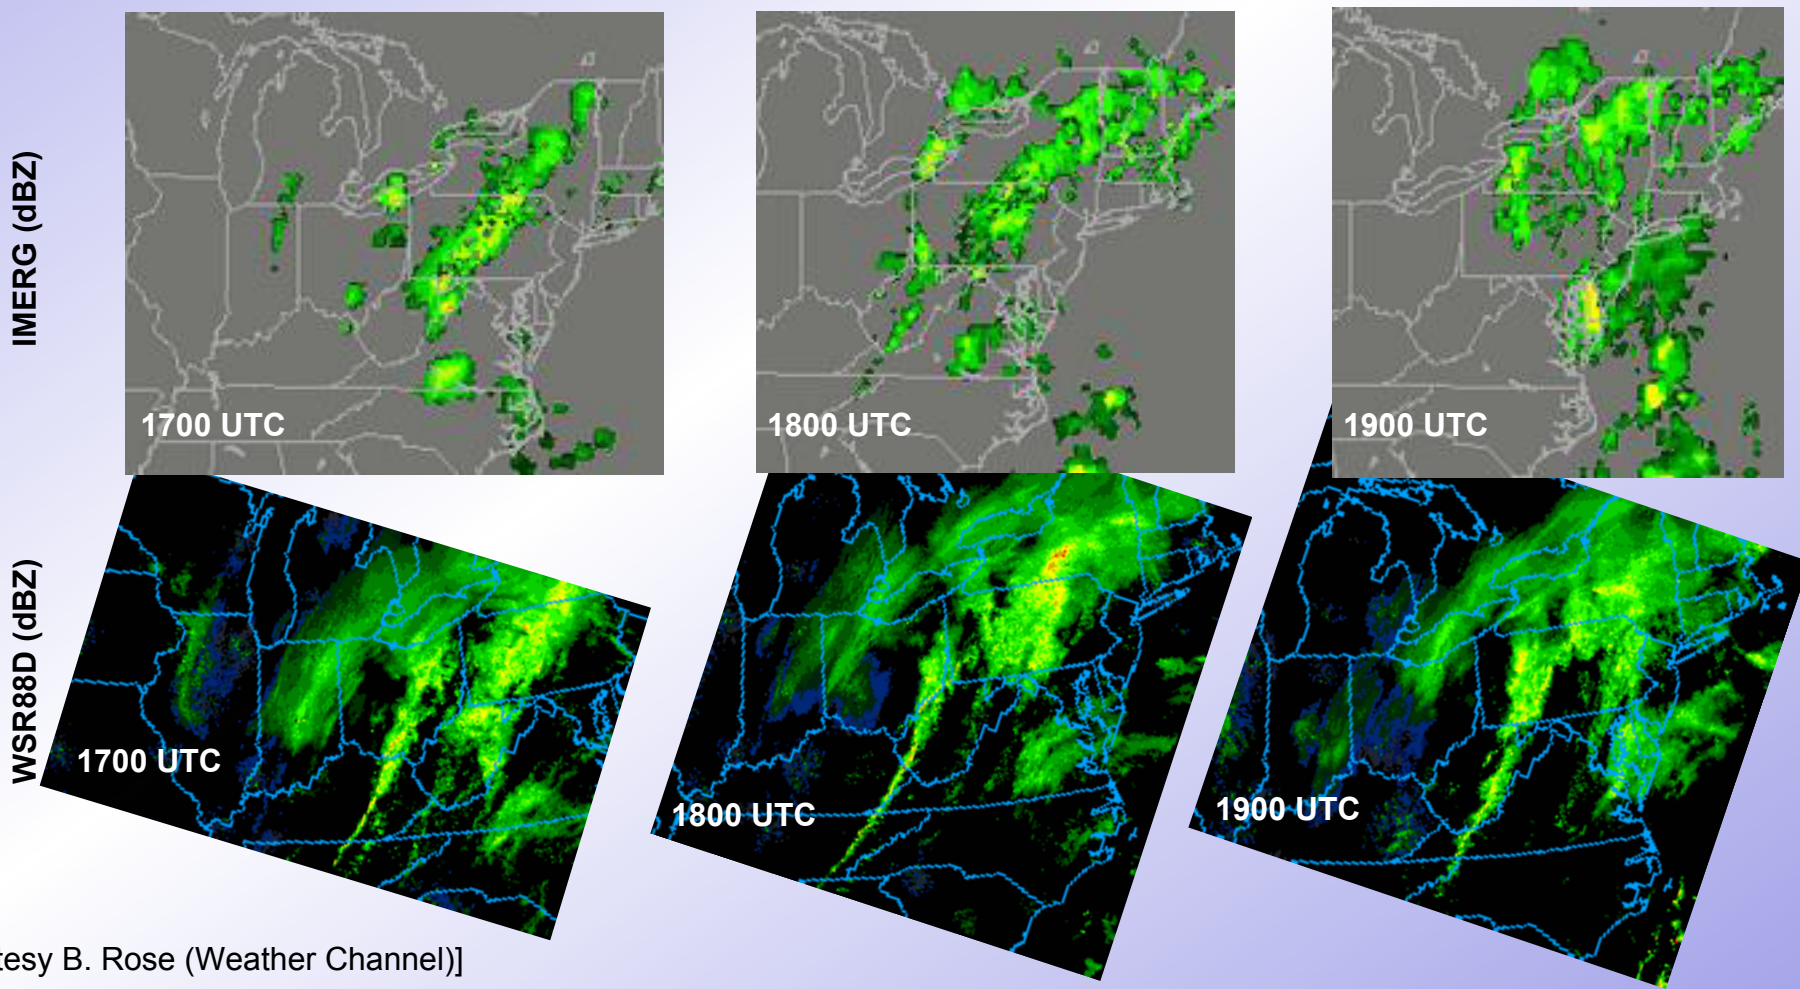 IMERG (dBZ)
1700 UTC
1800 UTC
1900 UTC
WSR88D (dBZ)
1700 UTC
1800 UTC
1900 UTC
B. Rose (Weather Channel)]